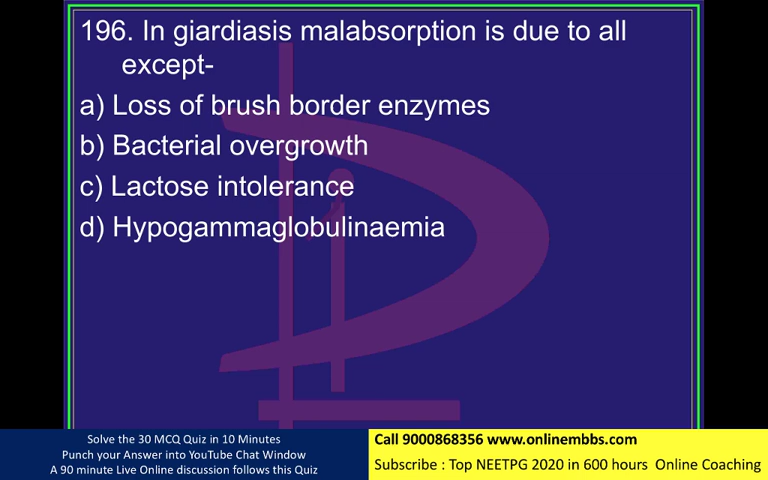 196. In giardiasis malabsorption is due to all
except-
a) Loss of brush border enzymes
b) Bacterial overgrowth
c) Lactose intolerance
d) Hypogammaglobulinaemia
Solve the 30 MCQ Quiz in 10 Minutes
Punch your Answer into YouTube Chat Window
A 90 minute Live Online discussion follows this Quiz
Call 9000868356 www.onlinembbs.com
Subscribe : Top NEETPG 2020 in 600 hours Online Coaching